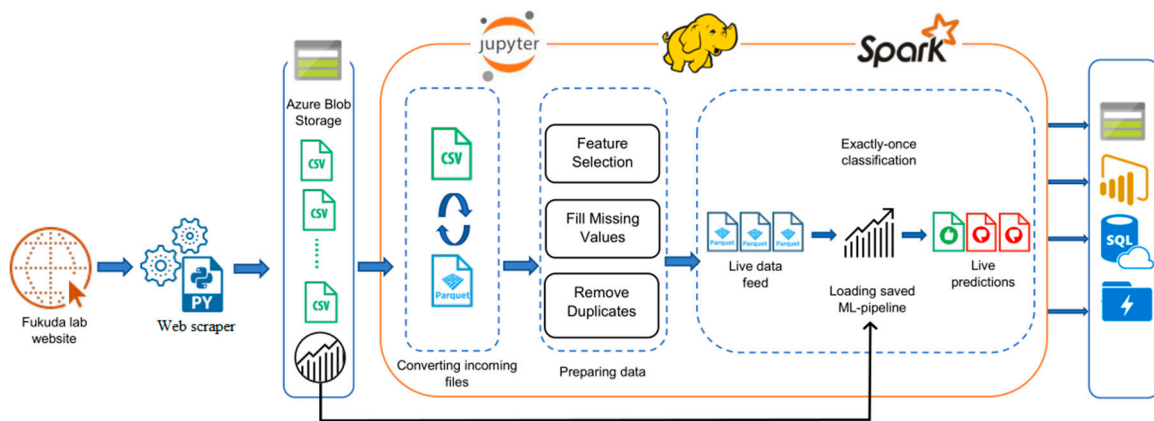 Jupyter
Spark
Azure Blob
Storage
CSV
CSV
CSV
CSV
Parquet
Feature
Selection
Fill Missing
Values
Remove
Duplicates
Exactly-once
classification
Parquet
Parquet
Parquet
Live data
feed
Loading saved
ML-pipeline
Live
predictions
SQL
PY
Fukuda lab
website
Web scraper
Converting incoming
files
Preparing data